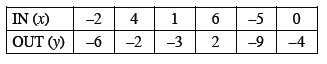 IN (x) –2 4 1 6 –5 0
OUT (y) –6 –2 –3 2 –9 –4